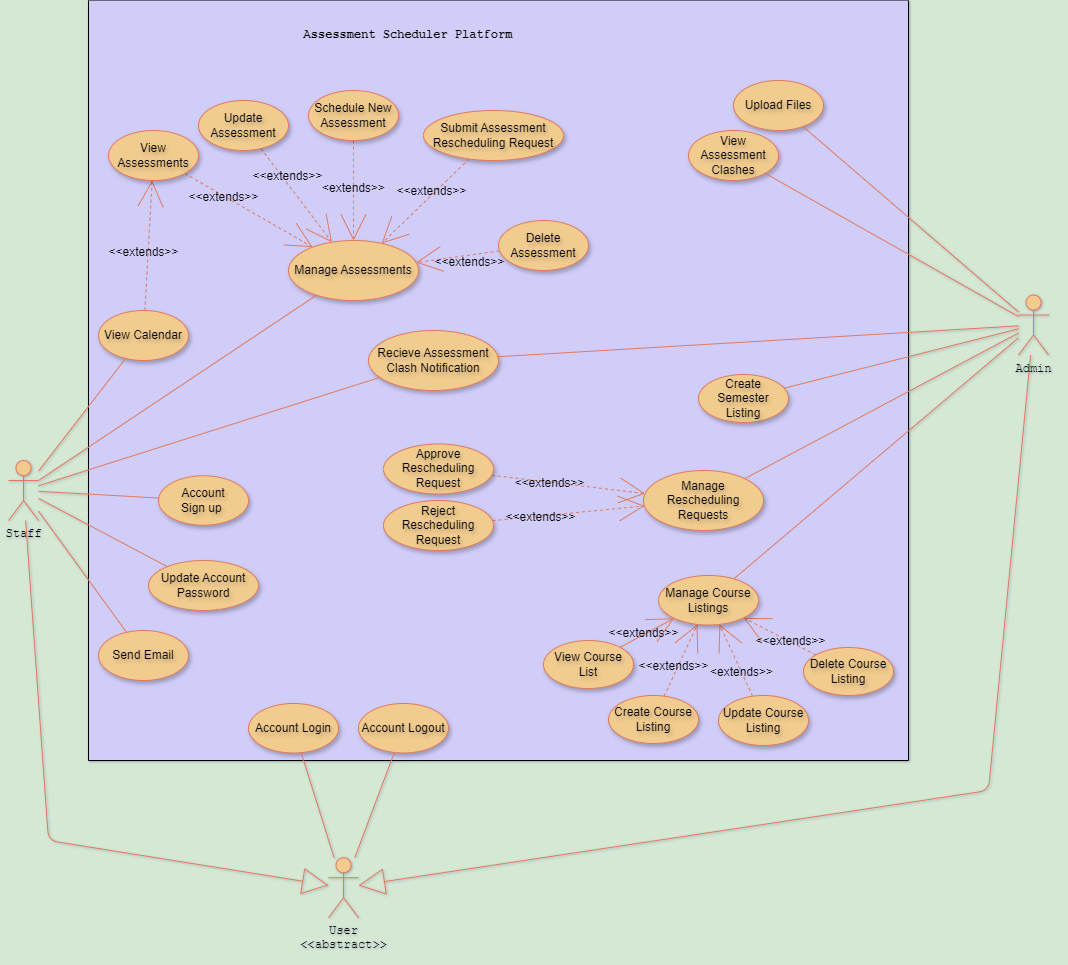 Assessment Scheduler Platform
Upload Files
Update
Assessment
Schedule New
Assessment
Submit Assessment
Rescheduling Request
View
Assessments
View
Assessment
Clashes
<<extends>>
<<extends>>
<<extends>>
<<extends>>
Delete
Assessment
<<extends>>
<<extends>>
Manage Assessments
View Calendar
Recieve Assessment
Clash Notification
Admin
Create
Semester
Listing
Approve
Rescheduling
Request
<<extends>>
Manage
Rescheduling
Requests
Reject
Rescheduling
Request
<<extends>>
Account
Sign up
Staff
Update Account
Password
Manage Course
Listings
Send Email
<<extends>>
<<extends>>
<<extends>>
<<extends>>
View Course
List
Delete Course
Listing
Create Course
Listing
Update Course
Listing
Account Login
Account Logout
User
<<abstract>>